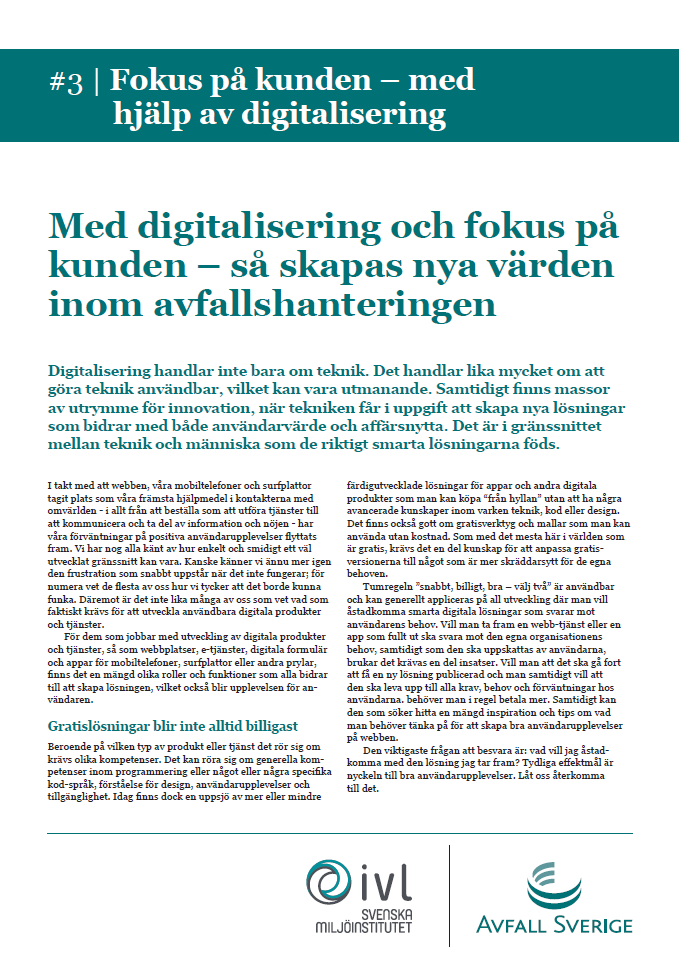 #3 | Fokus på kunden – med
hjälp av digitalisering
Med digitalisering och fokus på
kunden – så skapas nya värden
inom avfallshanteringen
Digitalisering handlar inte bara om teknik. Det handlar lika mycket om att
göra teknik användbar, vilket kan vara utmanande. Samtidigt finns massor
av utrymme för innovation, när tekniken får i uppgift att skapa nya lösningar
som bidrar med både användarvärde och affärsnytta. Det är i gränssnittet
mellan teknik och människa som de riktigt smarta lösningarna föds.
I takt med att webben, våra mobiltelefoner och surfplattor
tagit plats som våra främsta hjälpmedel i kontakterna med
omvärlden - i allt från att beställa som att utföra tjänster till
att kommunicera och ta del av information och nöjen - har
våra förväntningar på positiva användarupplevelser flyttats
fram. Vi har nog alla känt av hur enkelt och smidigt ett väl
utvecklat gränssnitt kan vara. Kanske känner vi ännu mer igen
den frustration som snabbt uppstår när det inte fungerar; för
numera vet de flesta av oss hur vi tycker att det borde kunna
funka. Däremot är det inte lika många av oss som vet vad som
faktiskt krävs för att utveckla användbara digitala produkter
och tjänster.
För dem som jobbar med utveckling av digitala produkter
och tjänster, så som webbplatser, e-tjänster, digitala formulär
och appar för mobiltelefoner, surfplattor eller andra prylar,
finns det en mängd olika roller och funktioner som alla bidrar
till att skapa lösningen, vilket också blir upplevelsen för an-
vändaren.
Gratislösningar blir inte alltid billigast
Beroende på vilken typ av produkt eller tjänst det rör sig om
krävs olika kompetenser. Det kan röra sig om generella kom-
petenser inom programmering eller något eller några specifika
kod-språk, förståelse för design, användarupplevelser och
tillgänglighet. Idag finns dock en uppsjö av mer eller mindre
färdigutvecklade lösningar för appar och andra digitala
produkter som man kan köpa ”från hyllan” utan att ha några
avancerade kunskaper inom varken teknik, kod eller design.
Det finns också gott om gratisverktyg och mallar som man kan
använda utan kostnad. Som med det mesta här i världen som
är gratis, krävs det en del kunskap för att anpassa gratis-
versionerna till något som är mer skräddarsytt för de egna
behoven.
Tumregeln ”snabbt, billigt, bra – välj två” är användbar
och kan generellt appliceras på all utveckling där man vill
åstadkomma smarta digitala lösningar som svarar mot
användarens behov. Vill man ta fram en webb-tjänst eller en
app som fullt ut ska svara mot den egna organisationens
behov, samtidigt som den ska uppskattas av användarna,
brukar det krävas en del insatser. Vill man att det ska gå fort
att få en ny lösning publicerad och man samtidigt vill att
den ska leva upp till alla krav, behov och förväntningar hos
användarna. behöver man i regel betala mer. Samtidigt kan
den som söker hitta en mängd inspiration och tips om vad
man behöver tänka på för att skapa bra användarupplevelser
på webben.
Den viktigaste frågan att besvara är: vad vill jag åstad-
komma med den lösning jag tar fram? Tydliga effektmål är
nyckeln till bra användarupplevelser. Låt oss återkomma
till det.
ivl
SVENSKA
MILJÖINSTITUTET
AVFALL SVERIGE